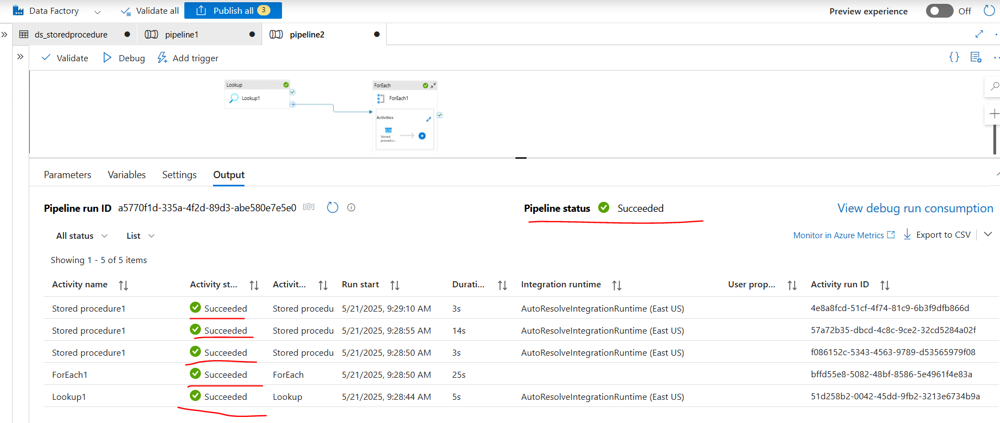 Data Factory Validate all Publish all 3 Preview experience Off
ds_storedprocedure pipeline1 pipeline2
Validate Debug Add trigger {}
Lookup
Lookup1
ForEach
ForEach1
Activities
Stored
procedur...
Parameters Variables Settings Output
Pipeline run ID a5770f1d-335a-4f2d-89d3-abe580e7e5e0 [@] Pipeline status Succeeded View debug run consumption
All status List Monitor in Azure Metrics Export to CSV
Showing 1 - 5 of 5 items
Activity name Activity st... Activit... Run start Durati... Integration runtime User prop... Activity run ID
Stored procedure1 Succeeded Stored procedu 5/21/2025, 9:29:10 AM 3s AutoResolveIntegrationRuntime (East US) 4e8a8fcd-51cf-4f74-81c9-6b3f9dfb866d
Stored procedure1 Succeeded Stored procedu 5/21/2025, 9:28:55 AM 14s AutoResolveIntegrationRuntime (East US) 57a72b35-dbcd-4c8c-9ce2-32cd5284a02f
Stored procedure1 Succeeded Stored procedu 5/21/2025, 9:28:50 AM 3s AutoResolveIntegrationRuntime (East US) f086152c-5343-4563-9789-d53565979f08
ForEach1 Succeeded ForEach 5/21/2025, 9:28:50 AM 25s bffd55e8-5082-48bf-8586-5e4961f4e83a
Lookup1 Succeeded Lookup 5/21/2025, 9:28:44 AM 5s AutoResolveIntegrationRuntime (East US) 51d258b2-0042-45dd-9fb2-3213e6734b9a